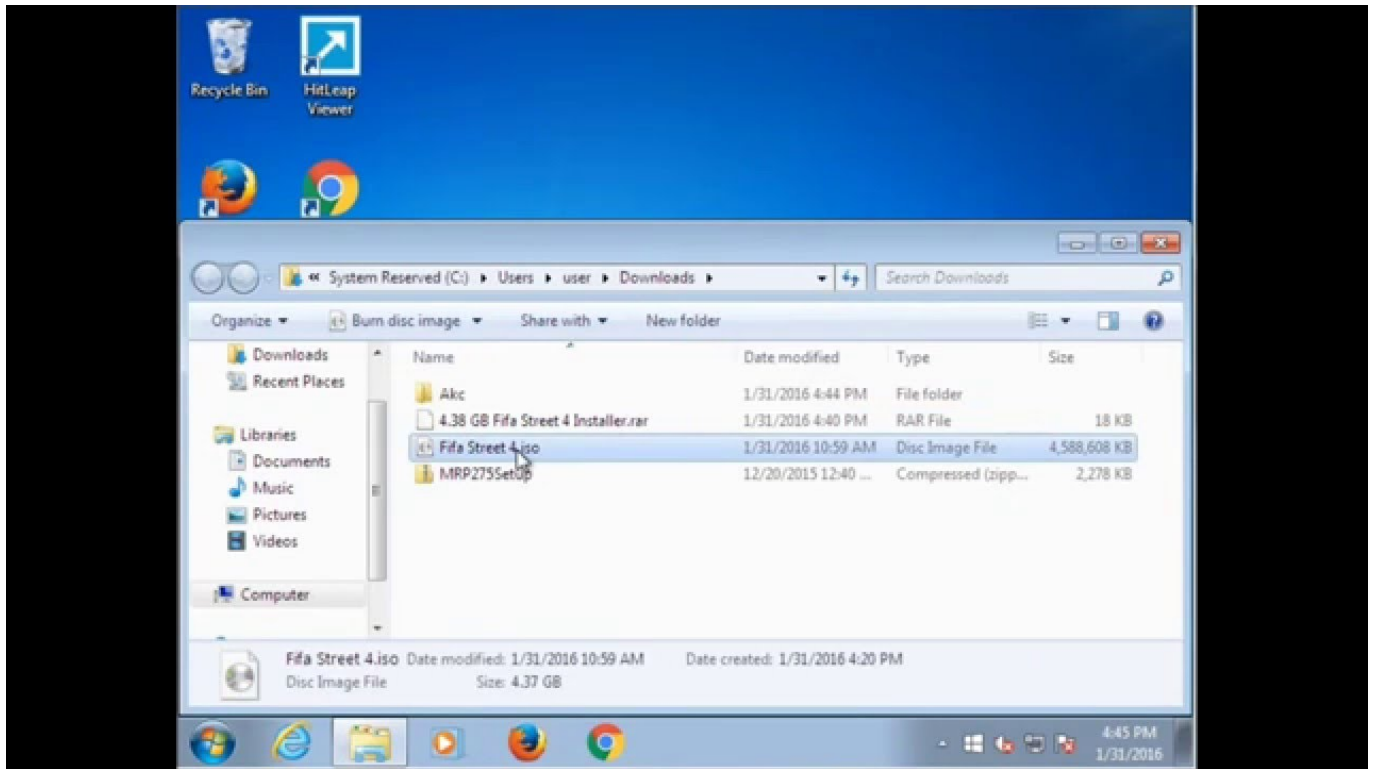 Recycle Bin
HitLeap Viewer
« System Reserved (C:) Users user Downloads
Search Downloads
Organize Burn disc image Share with New folder
Downloads
Recent Places
Libraries
Documents
Music
Pictures
Videos
Computer
Name Date modified Type Size
Akc 1/31/2016 4:44 PM File folder
4.38 GB Fifa Street 4 Installer.rar 1/31/2016 4:40 PM RAR File 18 KB
Fifa Street 4.iso 1/31/2016 10:59 AM Disc Image File 4,588,608 KB
MRP275SetUp 12/20/2015 12:40 ... Compressed (zipp... 2,278 KB
Fifa Street 4.iso Date modified: 1/31/2016 10:59 AM Date created: 1/31/2016 4:20 PM
Disc Image File Size: 4.37 GB
4:45 PM
1/31/2016